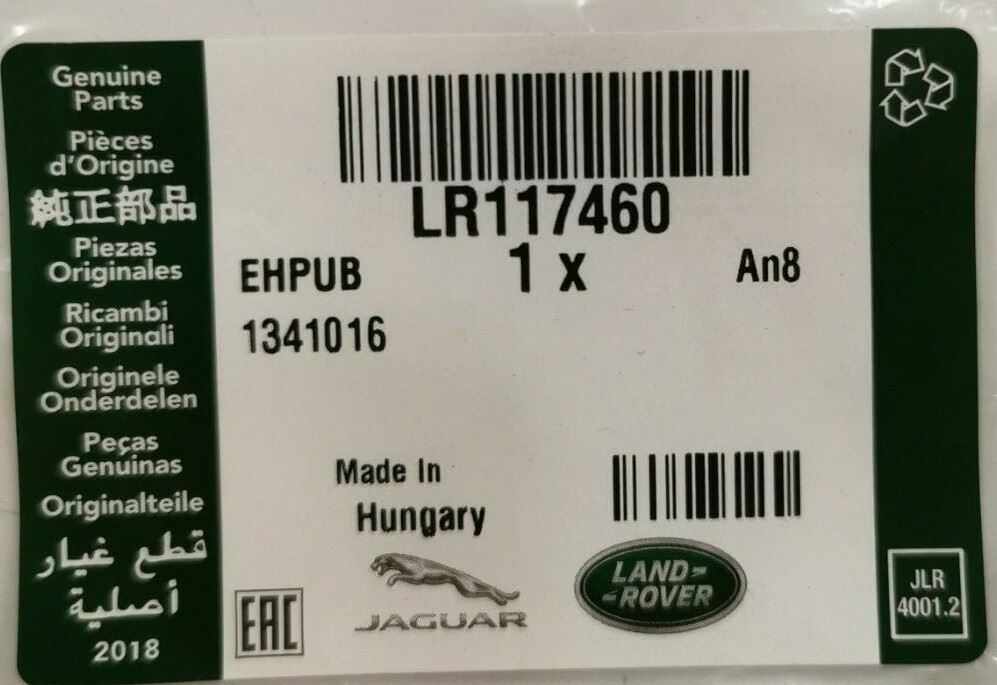 Genuine
Parts
Pièces
d'Origine
純正部品
Piezas
Originales
Ricambi
Originali
Originele
Onderdelen
Peças
Genuinas
Originalteile
قطع غيار
أصلية
2018
LR117460
EHPUB 1 x An8
1341016
Made In
Hungary
EAC
JAGUAR
LAND-
-ROVER
JLR
4001.2